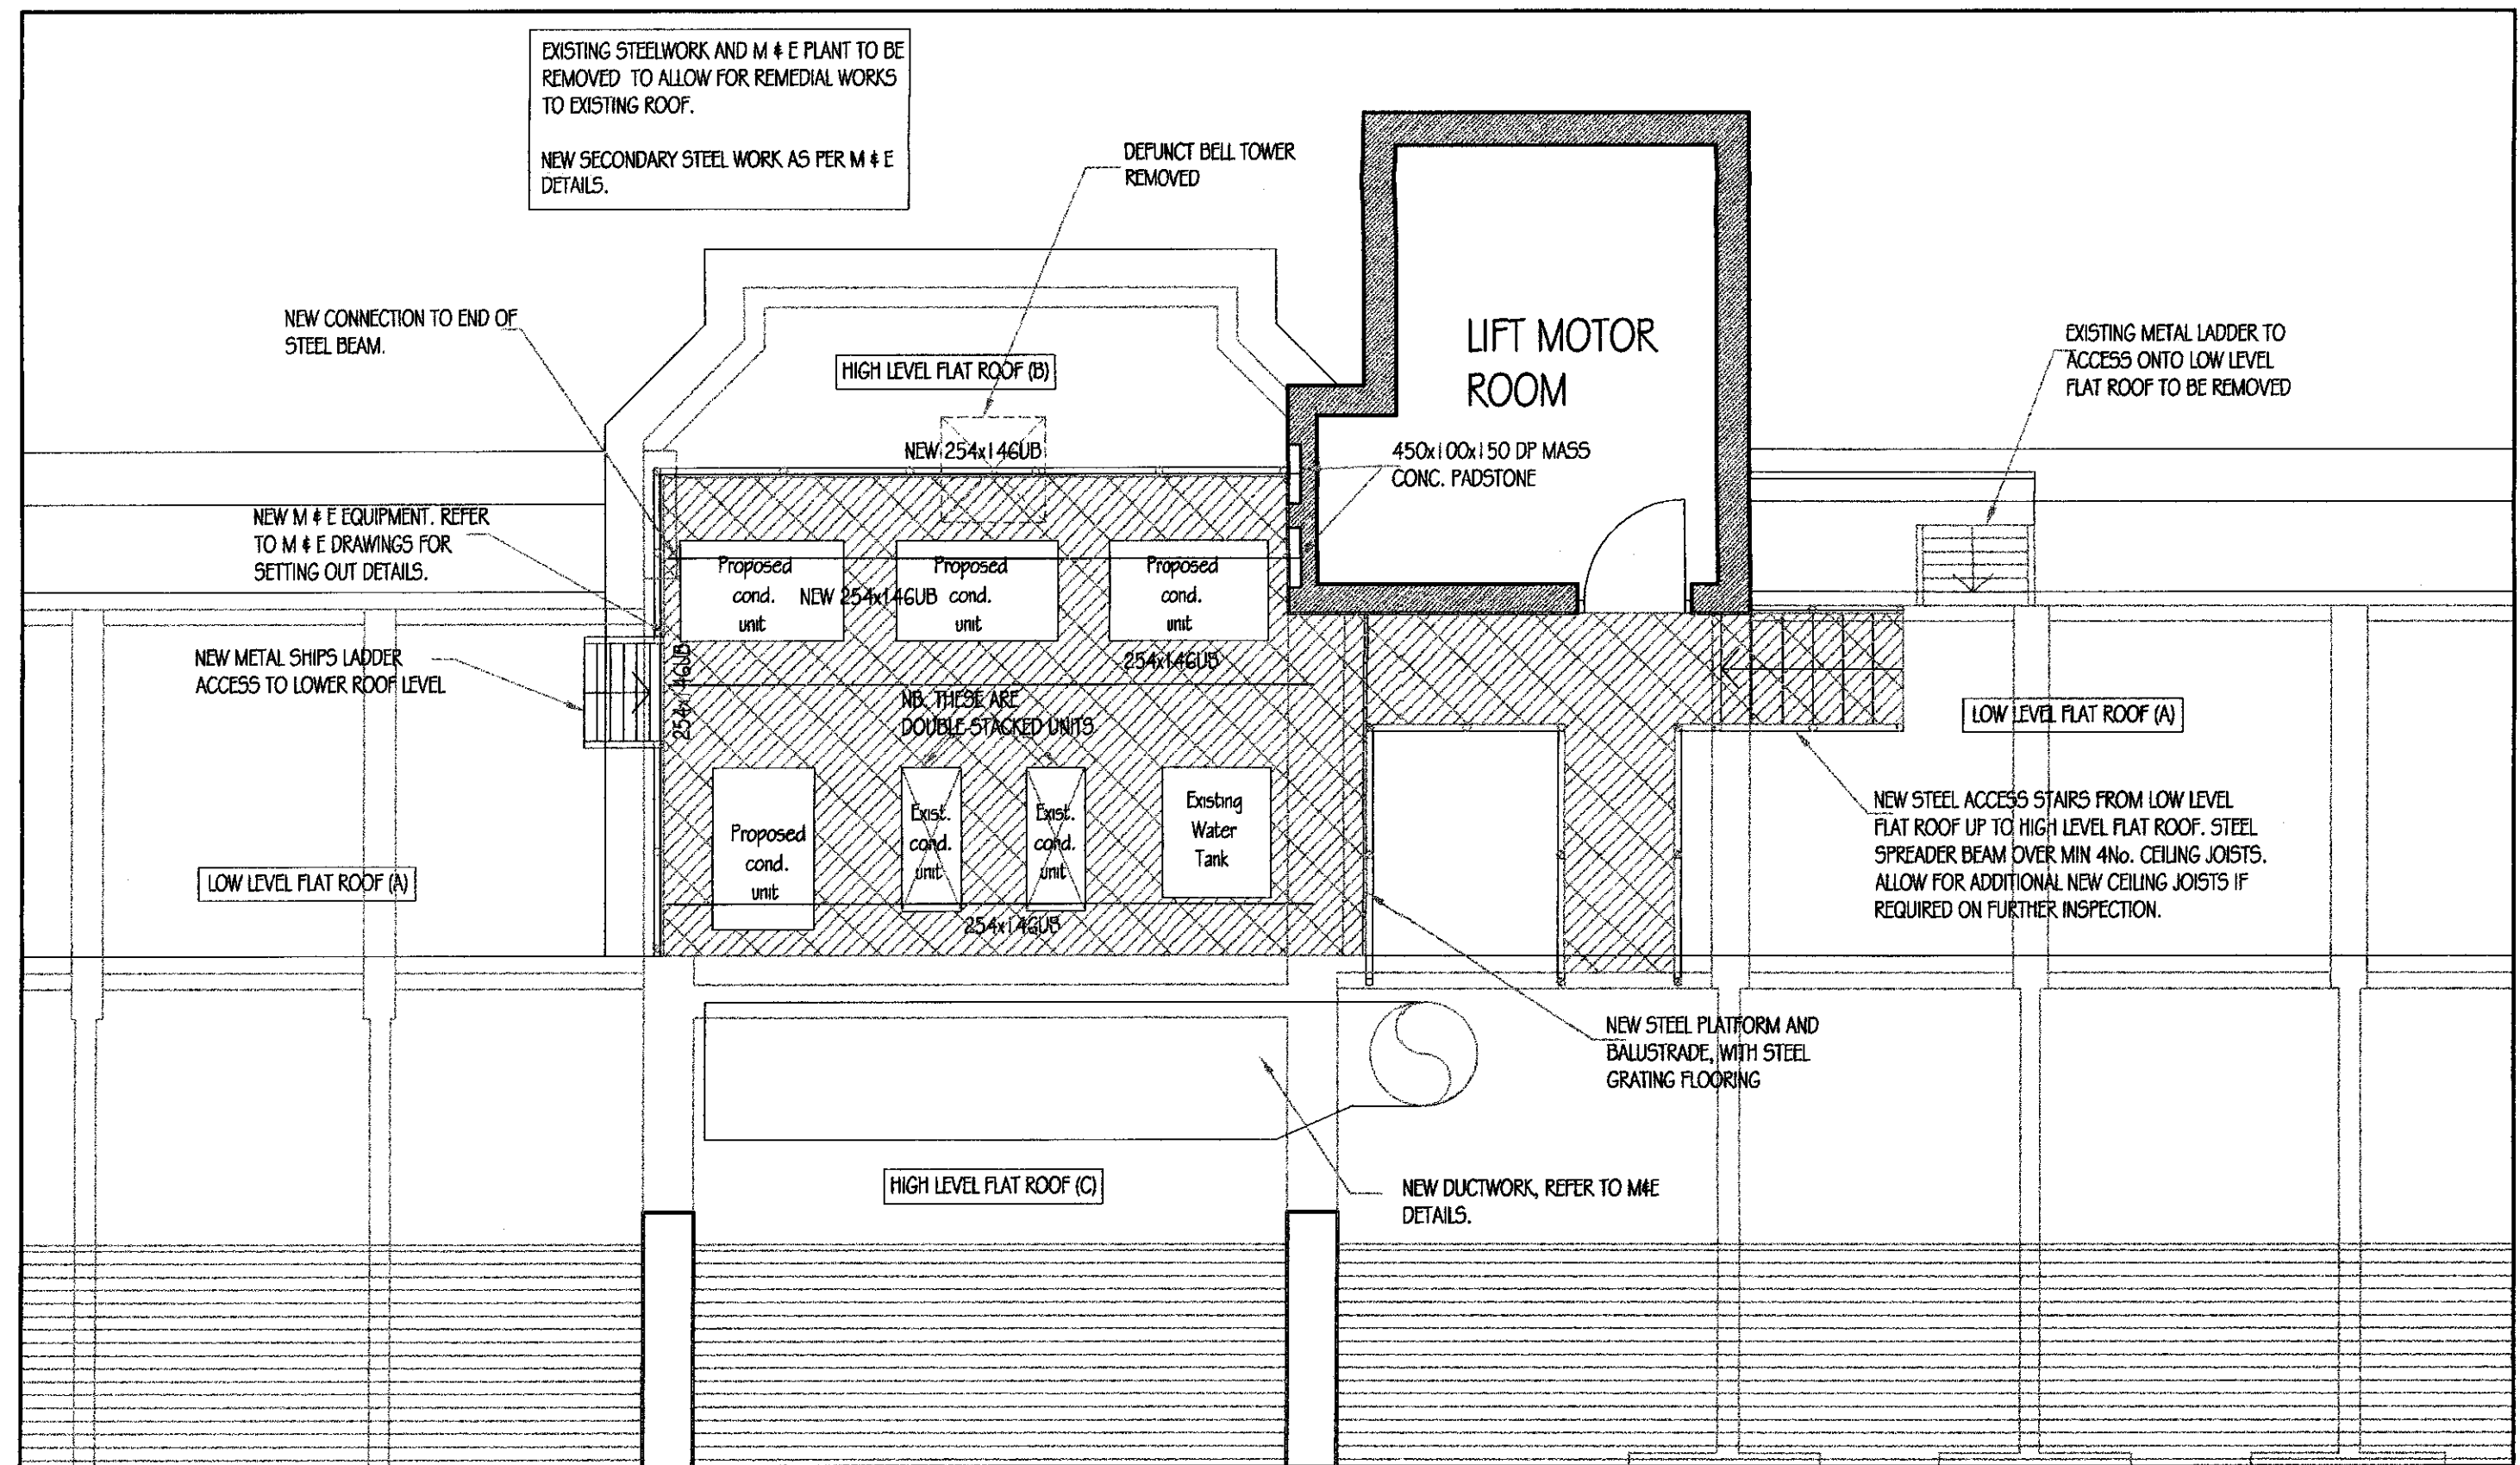 EXISTING STEELWORK AND M & E PLANT TO BE
REMOVED TO ALLOW FOR REMEDIAL WORKS
TO EXISTING ROOF.
NEW SECONDARY STEEL WORK AS PER M & E
DETAILS.
DEFUNCT BELL TOWER
REMOVED
NEW CONNECTION TO END OF
STEEL BEAM.
HIGH LEVEL FLAT ROOF (B)
LIFT MOTOR
ROOM
EXISTING METAL LADDER TO
ACCESS ONTO LOW LEVEL
FLAT ROOF TO BE REMOVED
NEW 254x146UB
450x100x150 DP MASS
CONC. PADSTONE
NEW M & E EQUIPMENT. REFER
TO M & E DRAWINGS FOR
SETTING OUT DETAILS.
Proposed
cond.
unit
NEW 254x146UB
Proposed
cond.
unit
Proposed
cond.
unit
NEW METAL SHIPS LADDER
ACCESS TO LOWER ROOF LEVEL
254x146UB
254x146UB
NB. THESE ARE
DOUBLE-STACKED UNITS
LOW LEVEL FLAT ROOF (A)
Proposed
cond.
unit
Exist.
cond.
unit
Exist.
cond.
unit
Existing
Water
Tank
NEW STEEL ACCESS STAIRS FROM LOW LEVEL
FLAT ROOF UP TO HIGH LEVEL FLAT ROOF. STEEL
SPREADER BEAM OVER MIN 4No. CEILING JOISTS.
ALLOW FOR ADDITIONAL NEW CEILING JOISTS IF
REQUIRED ON FURTHER INSPECTION.
LOW LEVEL FLAT ROOF (A)
254x146UB
NEW STEEL PLATFORM AND
BALUSTRADE, WITH STEEL
GRATING FLOORING
HIGH LEVEL FLAT ROOF (C)
NEW DUCTWORK, REFER TO M&E
DETAILS.